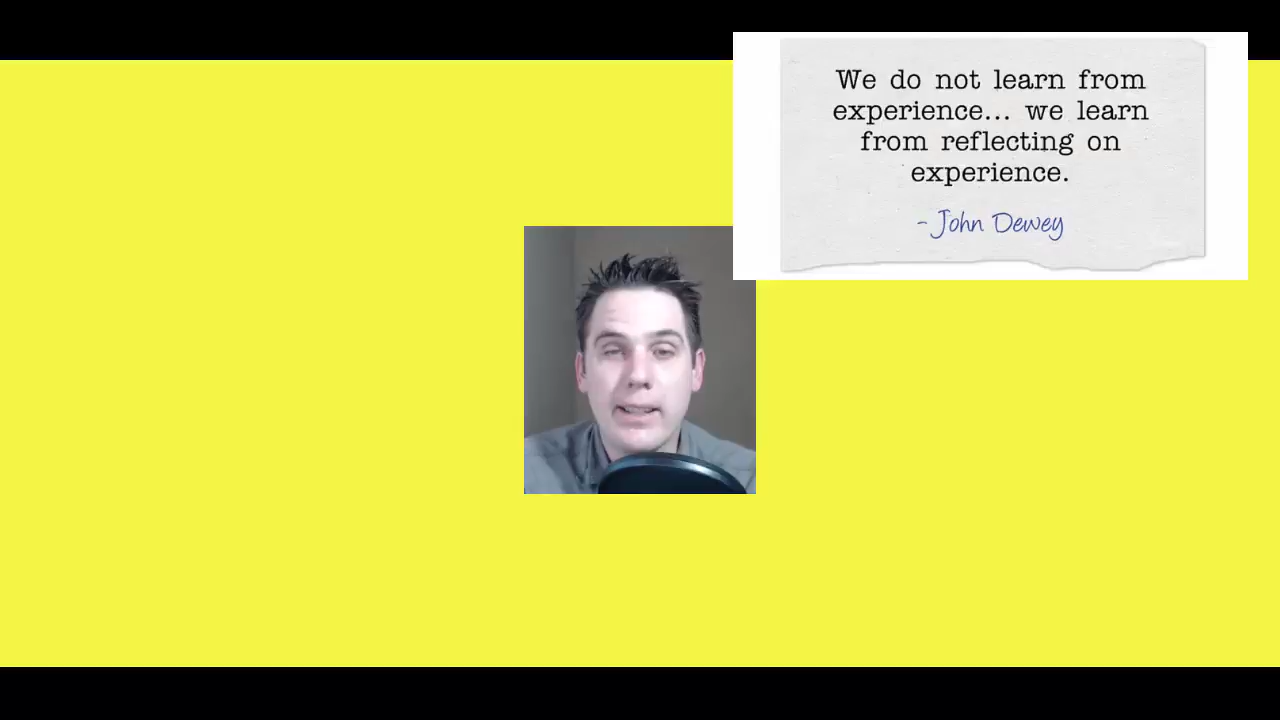 We do not learn from
experience... we learn
from reflecting on
experience.
- John Dewey